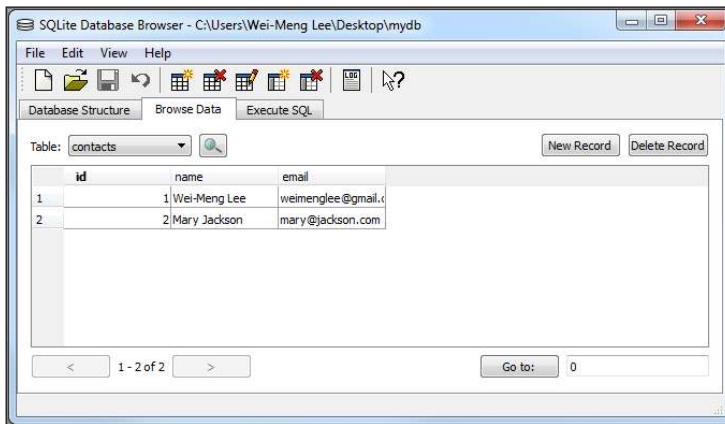 SQLite Database Browser - C:\Users\Wei-Meng Lee\Desktop\mydb
File Edit View Help
LOG ?
Database Structure Browse Data Execute SQL
Table: contacts New Record Delete Record
id name email
1 1 Wei-Meng Lee weimenglee@gmail.
2 2 Mary Jackson mary@jackson.com
< 1 - 2 of 2 > Go to: 0